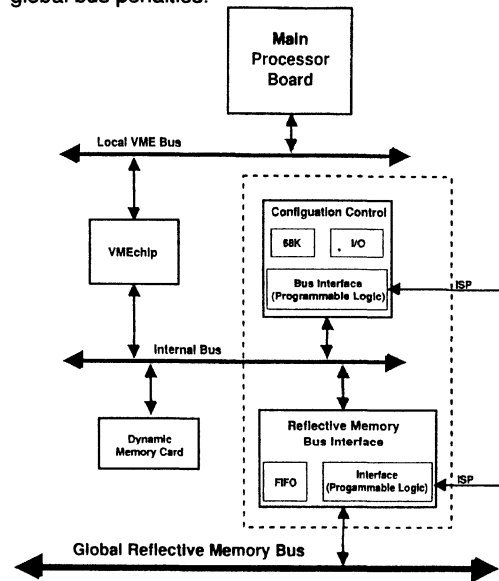 global bus penalties.
Main
Processor
Board
Local VME Bus
Configuation Control
68K
I/O
VMEchip
Bus Interface
(Programmable Logic)
ISP
Internal Bus
Reflective Memory
Bus Interface
Dynamic
Memory Card
FIFO
Interface
(Progammable Logic)
ISP
Global Reflective Memory Bus